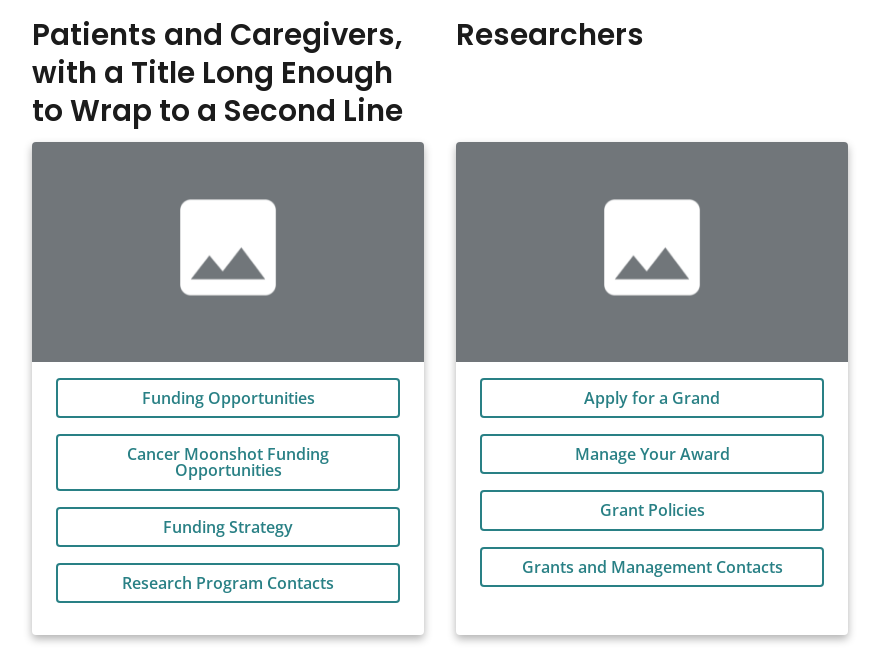 Patients and Caregivers,
with a Title Long Enough
to Wrap to a Second Line
Funding Opportunities
Cancer Moonshot Funding
Opportunities
Funding Strategy
Research Program Contacts
Researchers
Apply for a Grand
Manage Your Award
Grant Policies
Grants and Management Contacts